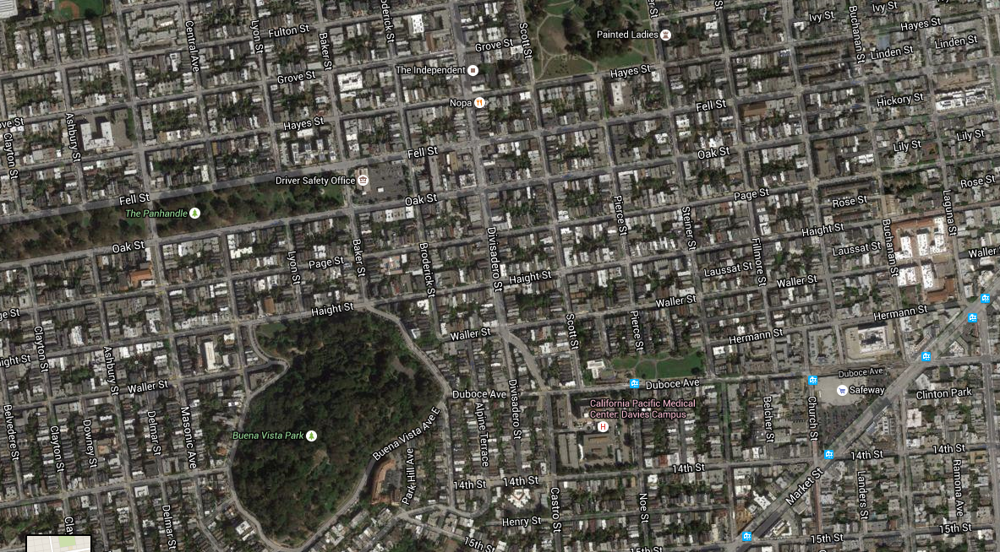 Ivy St
Ivy St
Hayes St
Buchanan St
Linden St
Linden St
Fulton St
Central Ave
Lyon St
Baker St
Broderick St
Scott St
Grove St
Painted Ladies
The Independent
Grove St
Hayes St
Nopa
Fell St
Hickory St
Hayes St
Ashbury St
Clayton St
Lily St
Lily St
Fell St
Oak St
Driver Safety Office
Rose St
Fell St
Oak St
Page St
Rose St
The Panhandle
Pierce St
Steiner St
Laguna St
Haight St
Oak St
Divisadero St
Buchanan St
Laussat St
Waller St
Lyon St
Page St
Baker St
Broderick St
Fillmore St
Laussat St
Haight St
Waller St
Waller St
Haight St
Hermann St
Clayton St
Waller St
Scott St
Pierce St
Hermann St
Ashbury St
Waller St
Duboce Ave
Duboce Ave
Duboce Ave
Safeway
Clinton Park
California Pacific Medical
Center: Davies Campus
Belvedere St
Clayton St
Downey St
Delmar St
Masonic Ave
Buena Vista Park
Buena Vista Ave E
Alpine Terrace
Divisadero St
Belcher St
Church St
14th St
14th St
14th St
14th St
14th St
Park Hill Ave
Market St
Landers St
Ramona Ave
Delmar St
Henry St
Castro St
Noe St
15th St
15th St
15th St
15th St